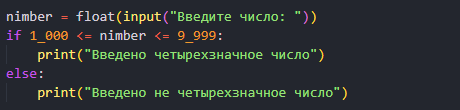 nimber = float(input("Введите число: "))
if 1_000 <= nimber <= 9_999:
    print("Введено четырехзначное число")
else:
    print("Введено не четырехзначное число")